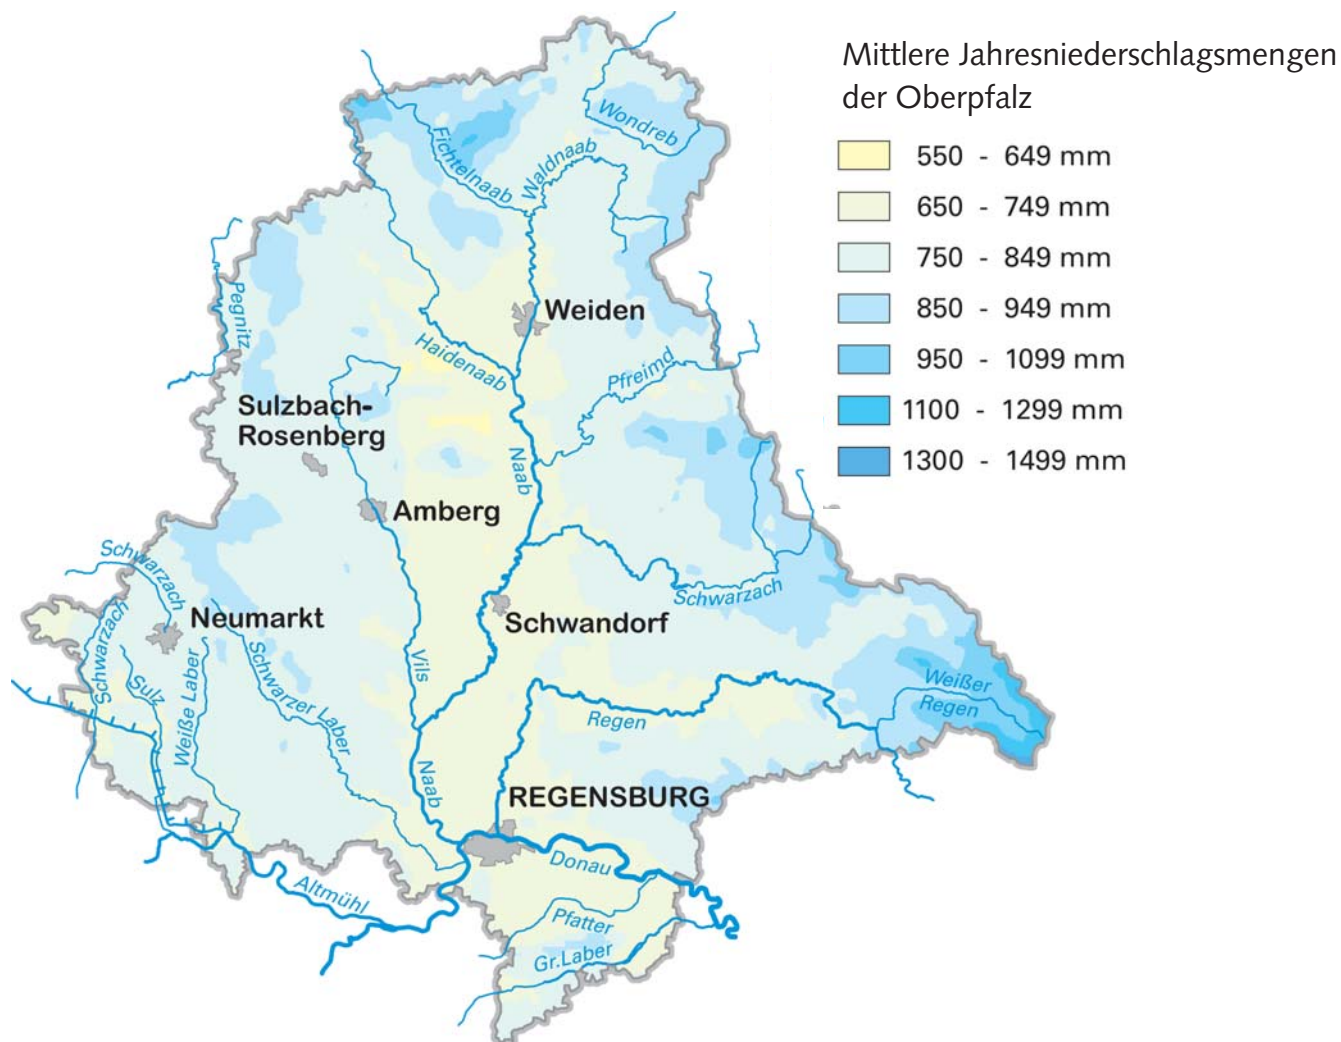 Mittlere Jahresniederschlagsmengen
der Oberpfalz
550 - 649 mm
650 - 749 mm
750 - 849 mm
850 - 949 mm
950 - 1099 mm
1100 - 1299 mm
1300 - 1499 mm
Wondreb
Fichtelnaab
Waldnaab
Pegnitz
Weiden
Haidenaab
Pfreimd
Sulzbach-
Rosenberg
Naab
Amberg
Schwarzach
Schwarzach
Neumarkt
Schwandorf
Schwarzach
Sulz
Weiße Laber
Schwarzer Laber
Vils
Weißer
Regen
Regen
Naab
REGENSBURG
Donau
Altmühl
Pfatter
Gr.Laber